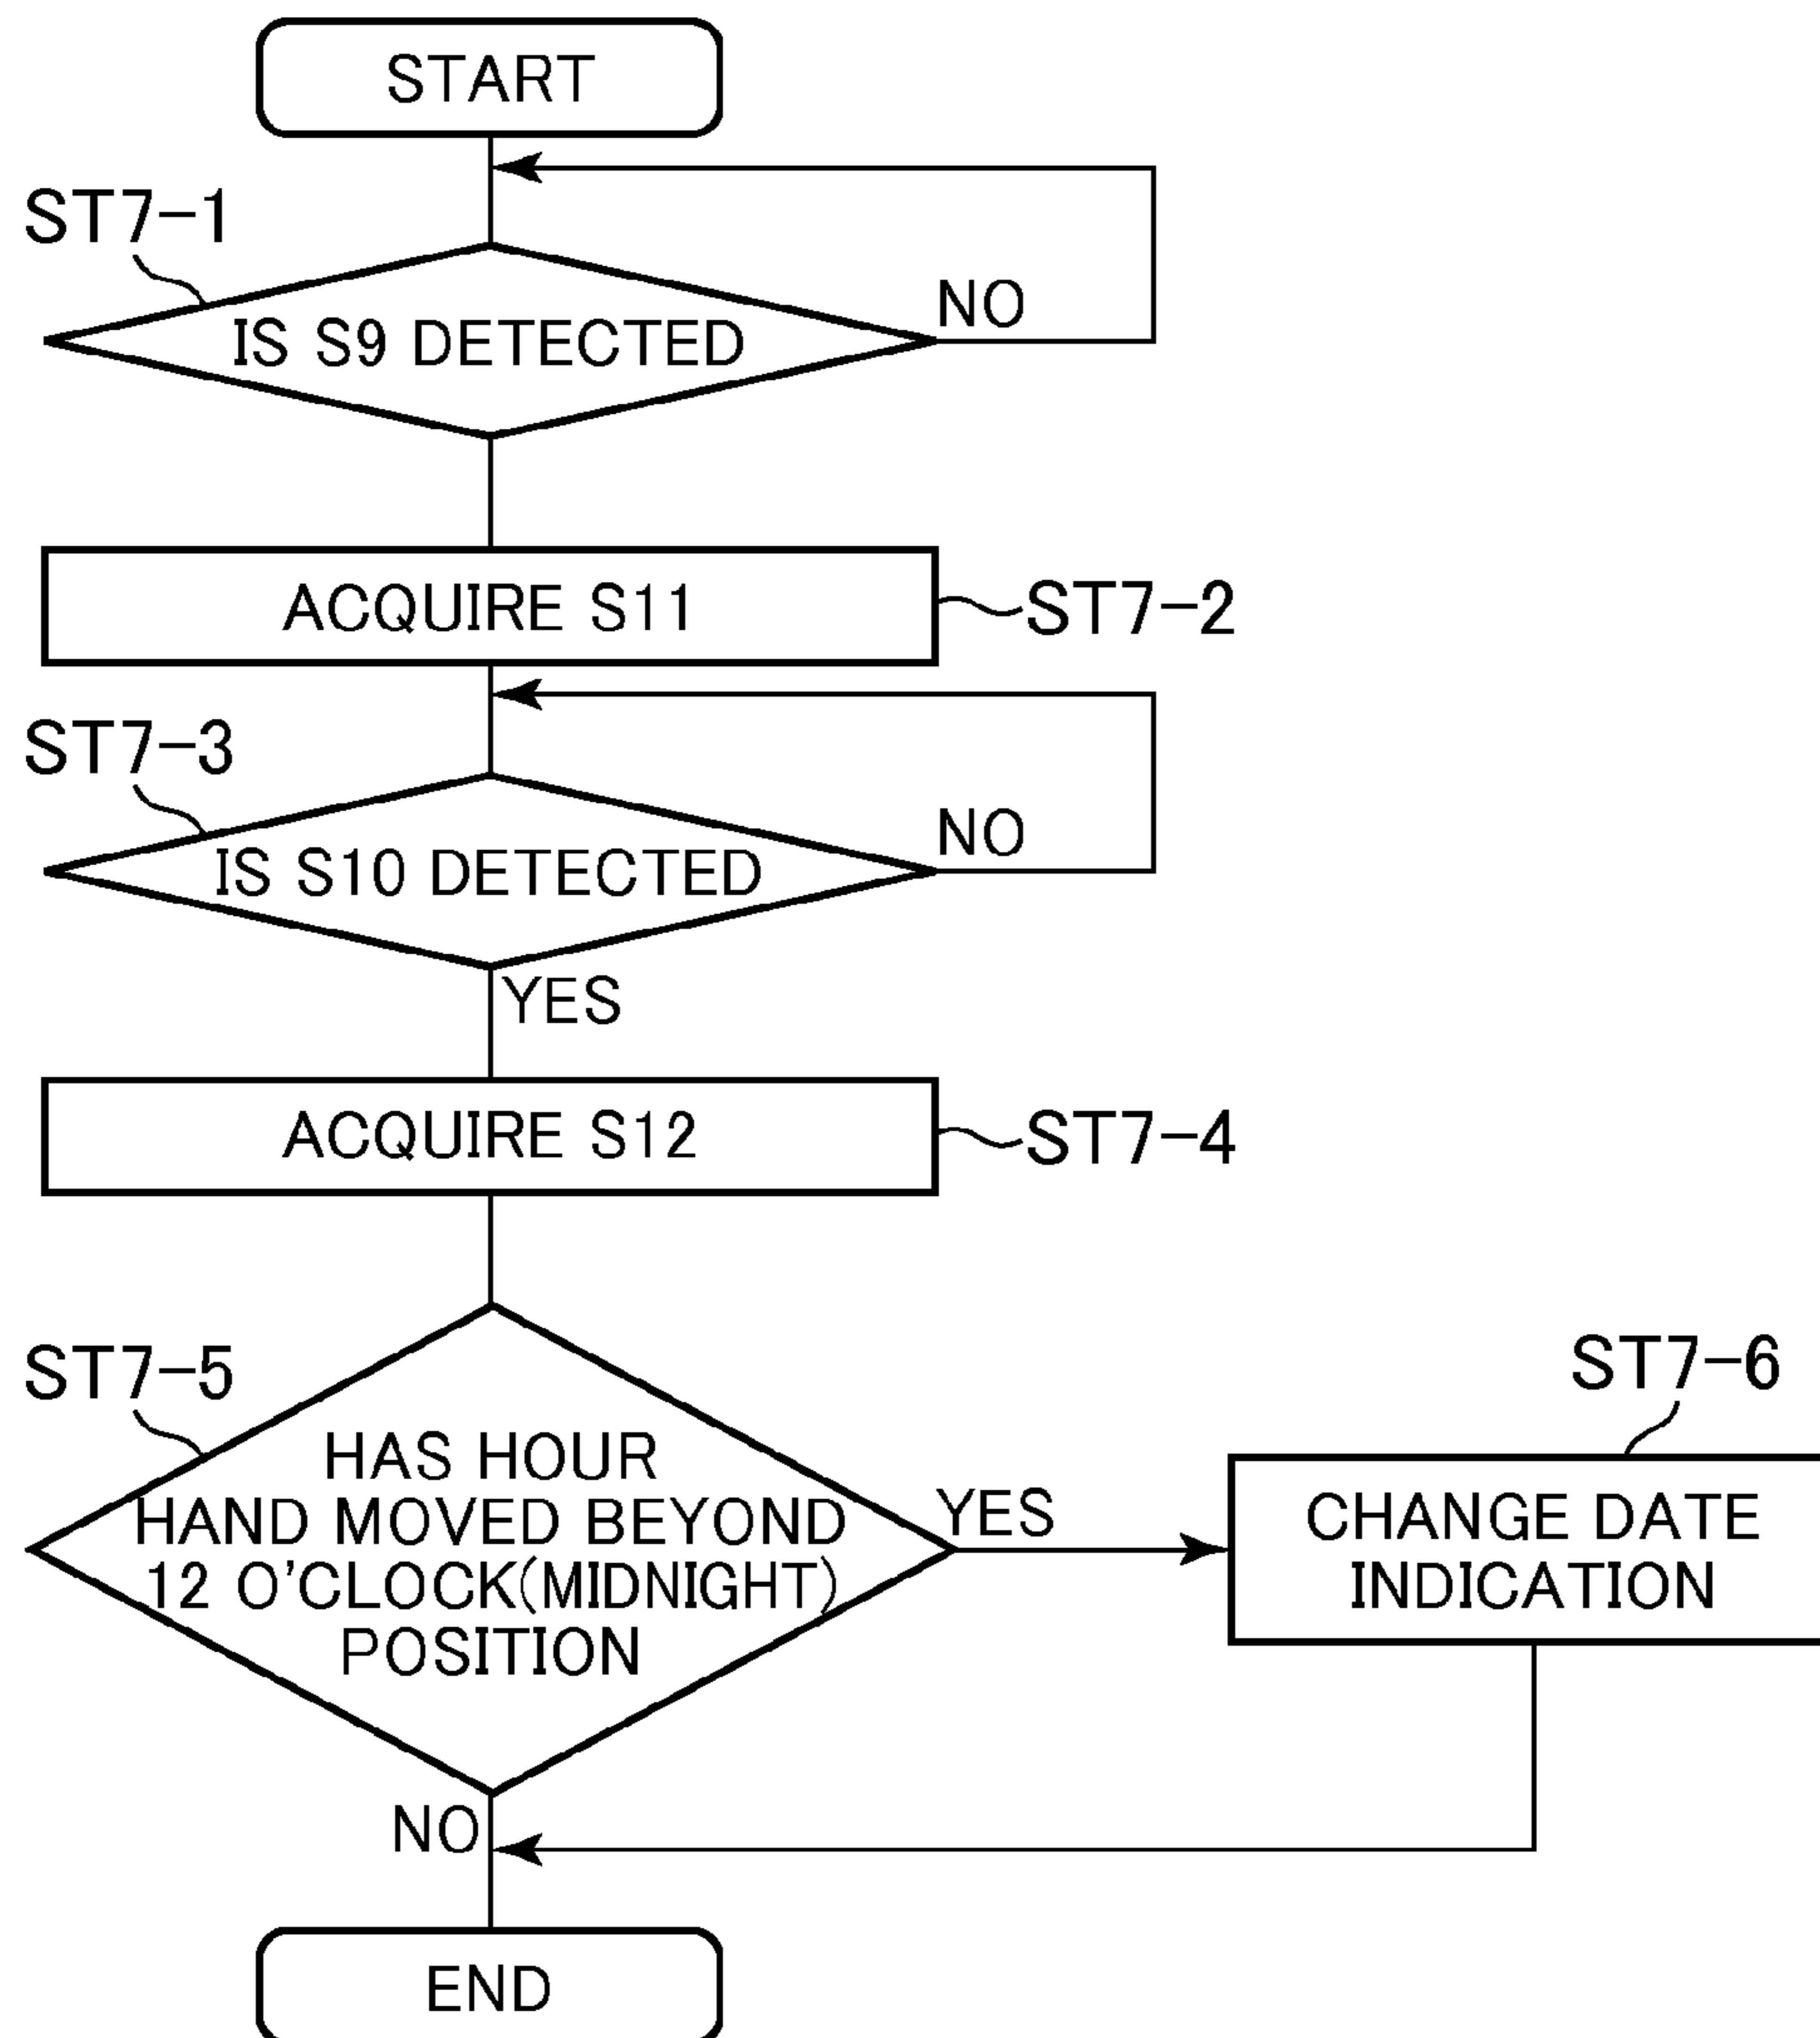 START
ST7-1
NO
IS S9 DETECTED
ACQUIRE S11
ST7-2
ST7-3
NO
IS S10 DETECTED
YES
ACQUIRE S12
ST7-4
ST7-5
ST7-6
HAS HOUR
HAND MOVED BEYOND
12 O'CLOCK(MIDNIGHT)
POSITION
YES
CHANGE DATE
INDICATION
NO
END